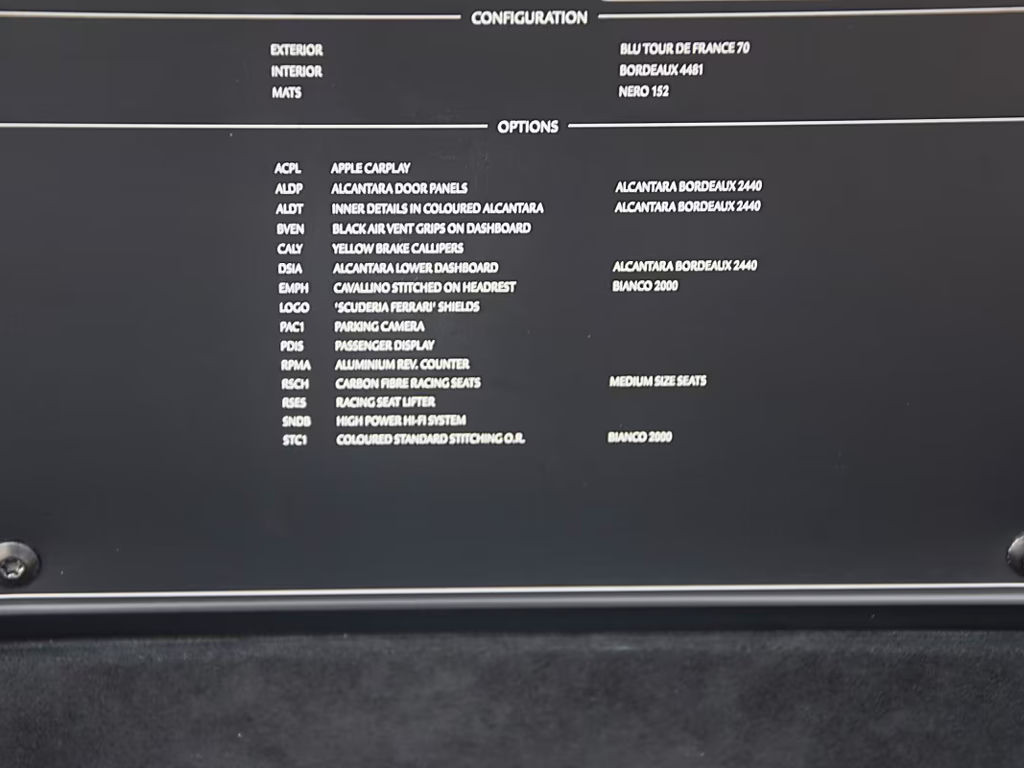 CONFIGURATION
EXTERIOR BLU TOUR DE FRANCE 70
INTERIOR BORDEAUX 4481
MATS NERO 152
OPTIONS
ACPL APPLE CARPLAY
ALDP ALCANTARA DOOR PANELS ALCANTARA BORDEAUX 2440
ALDT INNER DETAILS IN COLOURED ALCANTARA ALCANTARA BORDEAUX 2440
BVEN BLACK AIR VENT GRIPS ON DASHBOARD
CALY YELLOW BRAKE CALLIPERS
DSIA ALCANTARA LOWER DASHBOARD ALCANTARA BORDEAUX 2440
EMPH CAVALLINO STITCHED ON HEADREST BIANCO 2000
LOGO 'SCUDERIA FERRARI' SHIELDS
PAC1 PARKING CAMERA
PDIS PASSENGER DISPLAY
RPMA ALUMINIUM REV. COUNTER
RSCH CARBON FIBRE RACING SEATS MEDIUM SIZE SEATS
RSES RACING SEAT LIFTER
SNDB HIGH POWER HI-FI SYSTEM
STC1 COLOURED STANDARD STITCHING O.R. BIANCO 2000